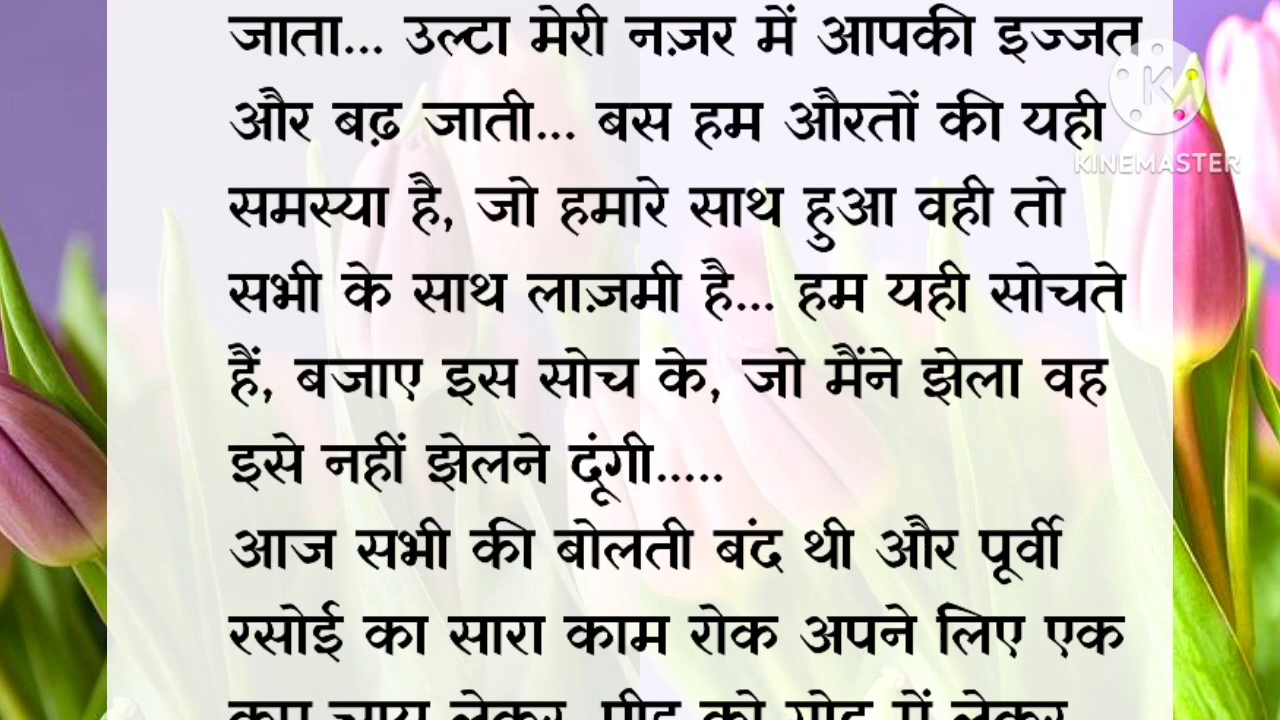 जाता... उल्टा मेरी नज़र में आपकी इज्जत
और बढ़ जाती... बस हम औरतों की यही
KINEMASTER
समस्या है, जो हमारे साथ हुआ वही तो
सभी के साथ लाज़मी है... हम यही सोचते
हैं, बजाए इस सोच के, जो मैंने झेला वह
इसे नहीं झेलने दूंगी.....
आज सभी की बोलती बंद थी और पूर्वी
रसोई का सारा काम रोक अपने लिए एक